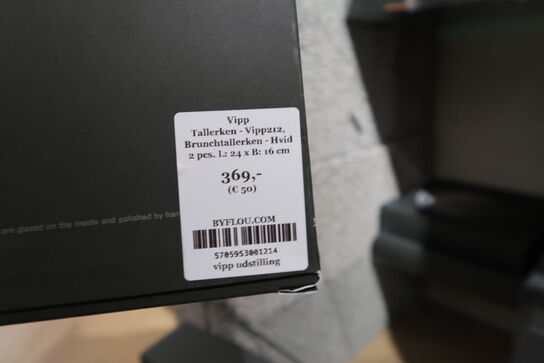 Vipp
Tallerken - Vipp212,
Brunchtallerken - Hvid
2 pcs. L: 24 x B: 16 cm
369,-
(€ 50)
are glazed on the inside and polished by han
BYFLOU.COM
5705953001214
vipp udstilling